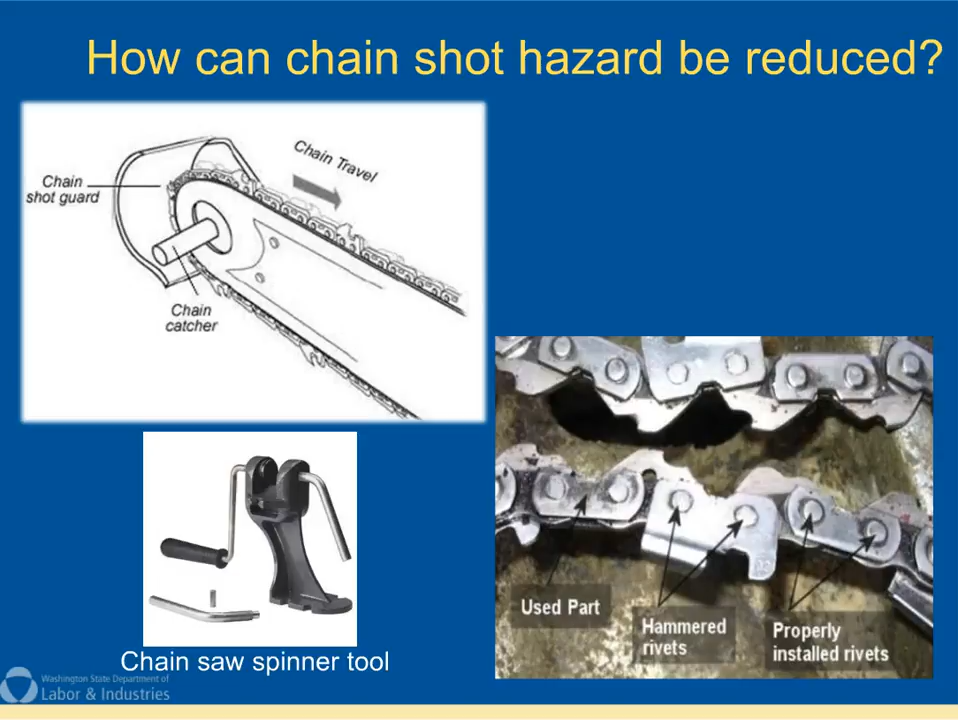 How can chain shot hazard be reduced?
Chain Travel
Chain
shot guard
Chain
catcher
Used Part
Hammered
rivets
Properly
installed rivets
Chain saw spinner tool
Washington State Department of
Labor & Industries